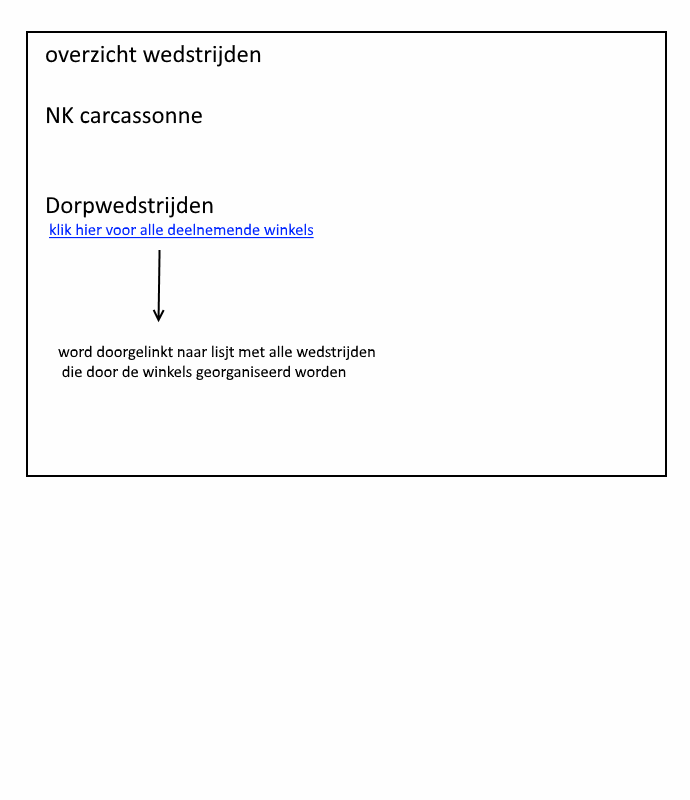 overzicht wedstrijden
NK carcassonne
Dorpwedstrijden
klik hier voor alle deelnemende winkels
word doorgelinkt naar lisjt met alle wedstrijden
die door de winkels georganiseerd worden